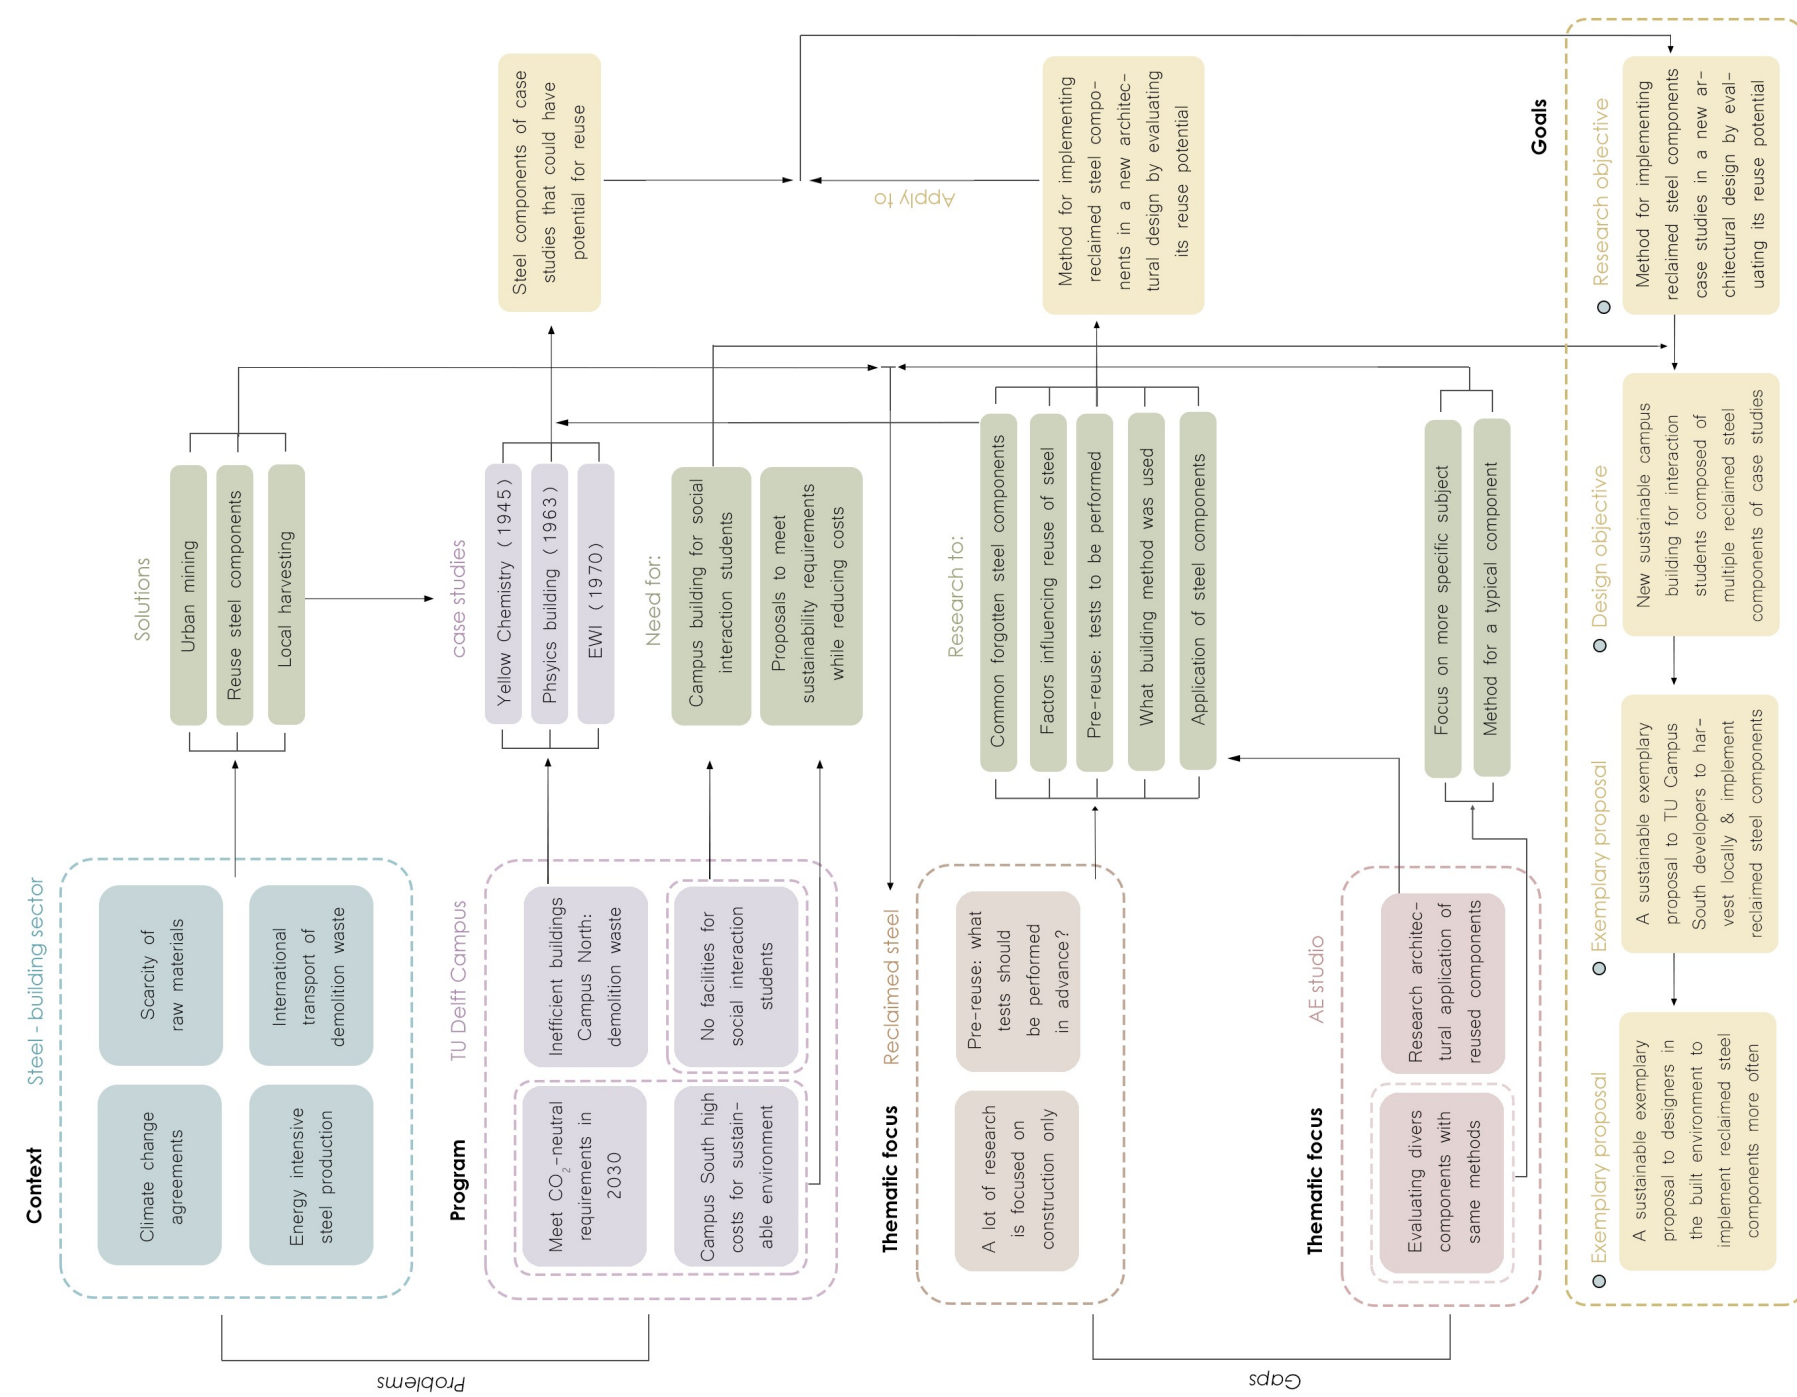 Problems
Context
Steel - building sector
Climate change
agreements
Scarcity of
raw materials
Energy intensive
steel production
International
transport of
demolition waste
Solutions
Urban mining
Reuse steel components
Local harvesting
Program
TU Delft Campus
Meet CO₂-neutral
requirements in
2030
Inefficient buildings
Campus North:
demolition waste
Campus South high
costs for sustain-
able environment
No facilities for
social interaction
students
case studies
Yellow Chemistry (1945)
Phsyics building (1963)
EWI (1970)
Steel components of case
studies that could have
potential for reuse
Need for:
Campus building for social
interaction students
Proposals to meet
sustainability requirements
while reducing costs
Apply to
Gaps
Thematic focus
Reclaimed steel
A lot of research
is focused on
construction only
Pre-reuse: what
tests should
be performed
in advance?
Research to:
Common forgotten steel components
Factors influencing reuse of steel
Pre-reuse: tests to be performed
What building method was used
Application of steel components
Method for implementing
reclaimed steel compo-
nents in a new architec-
tural design by evaluating
its reuse potential
Thematic focus
AE studio
Evaluating divers
components with
same methods
Research architec-
tural application of
reused components
Focus on more specific subject
Method for a typical component
Goals
Research objective
Method for implementing
reclaimed steel components
case studies in a new ar-
chitectural design by eval-
uating its reuse potential
Design objective
New sustainable campus
building for interaction
students composed of
multiple reclaimed steel
components of case studies
Exemplary proposal
A sustainable exemplary
proposal to TU Campus
South developers to har-
vest locally & implement
reclaimed steel components
Exemplary proposal
A sustainable exemplary
proposal to designers in
the built environment to
implement reclaimed steel
components more often